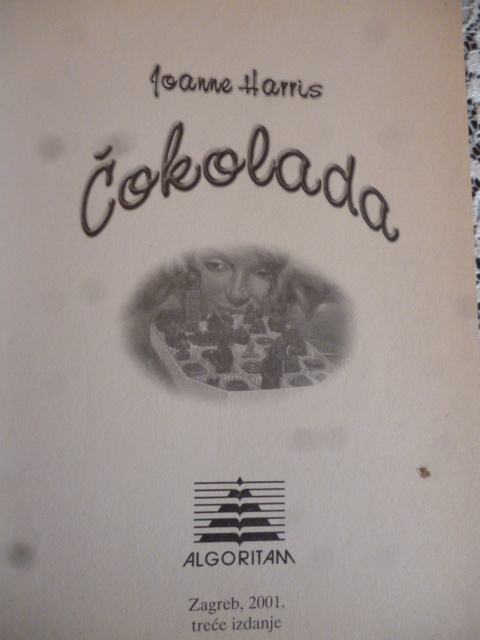 Joanne Harris
Čokolada
ALGORITAM
Zagreb, 2001.
treće izdanje